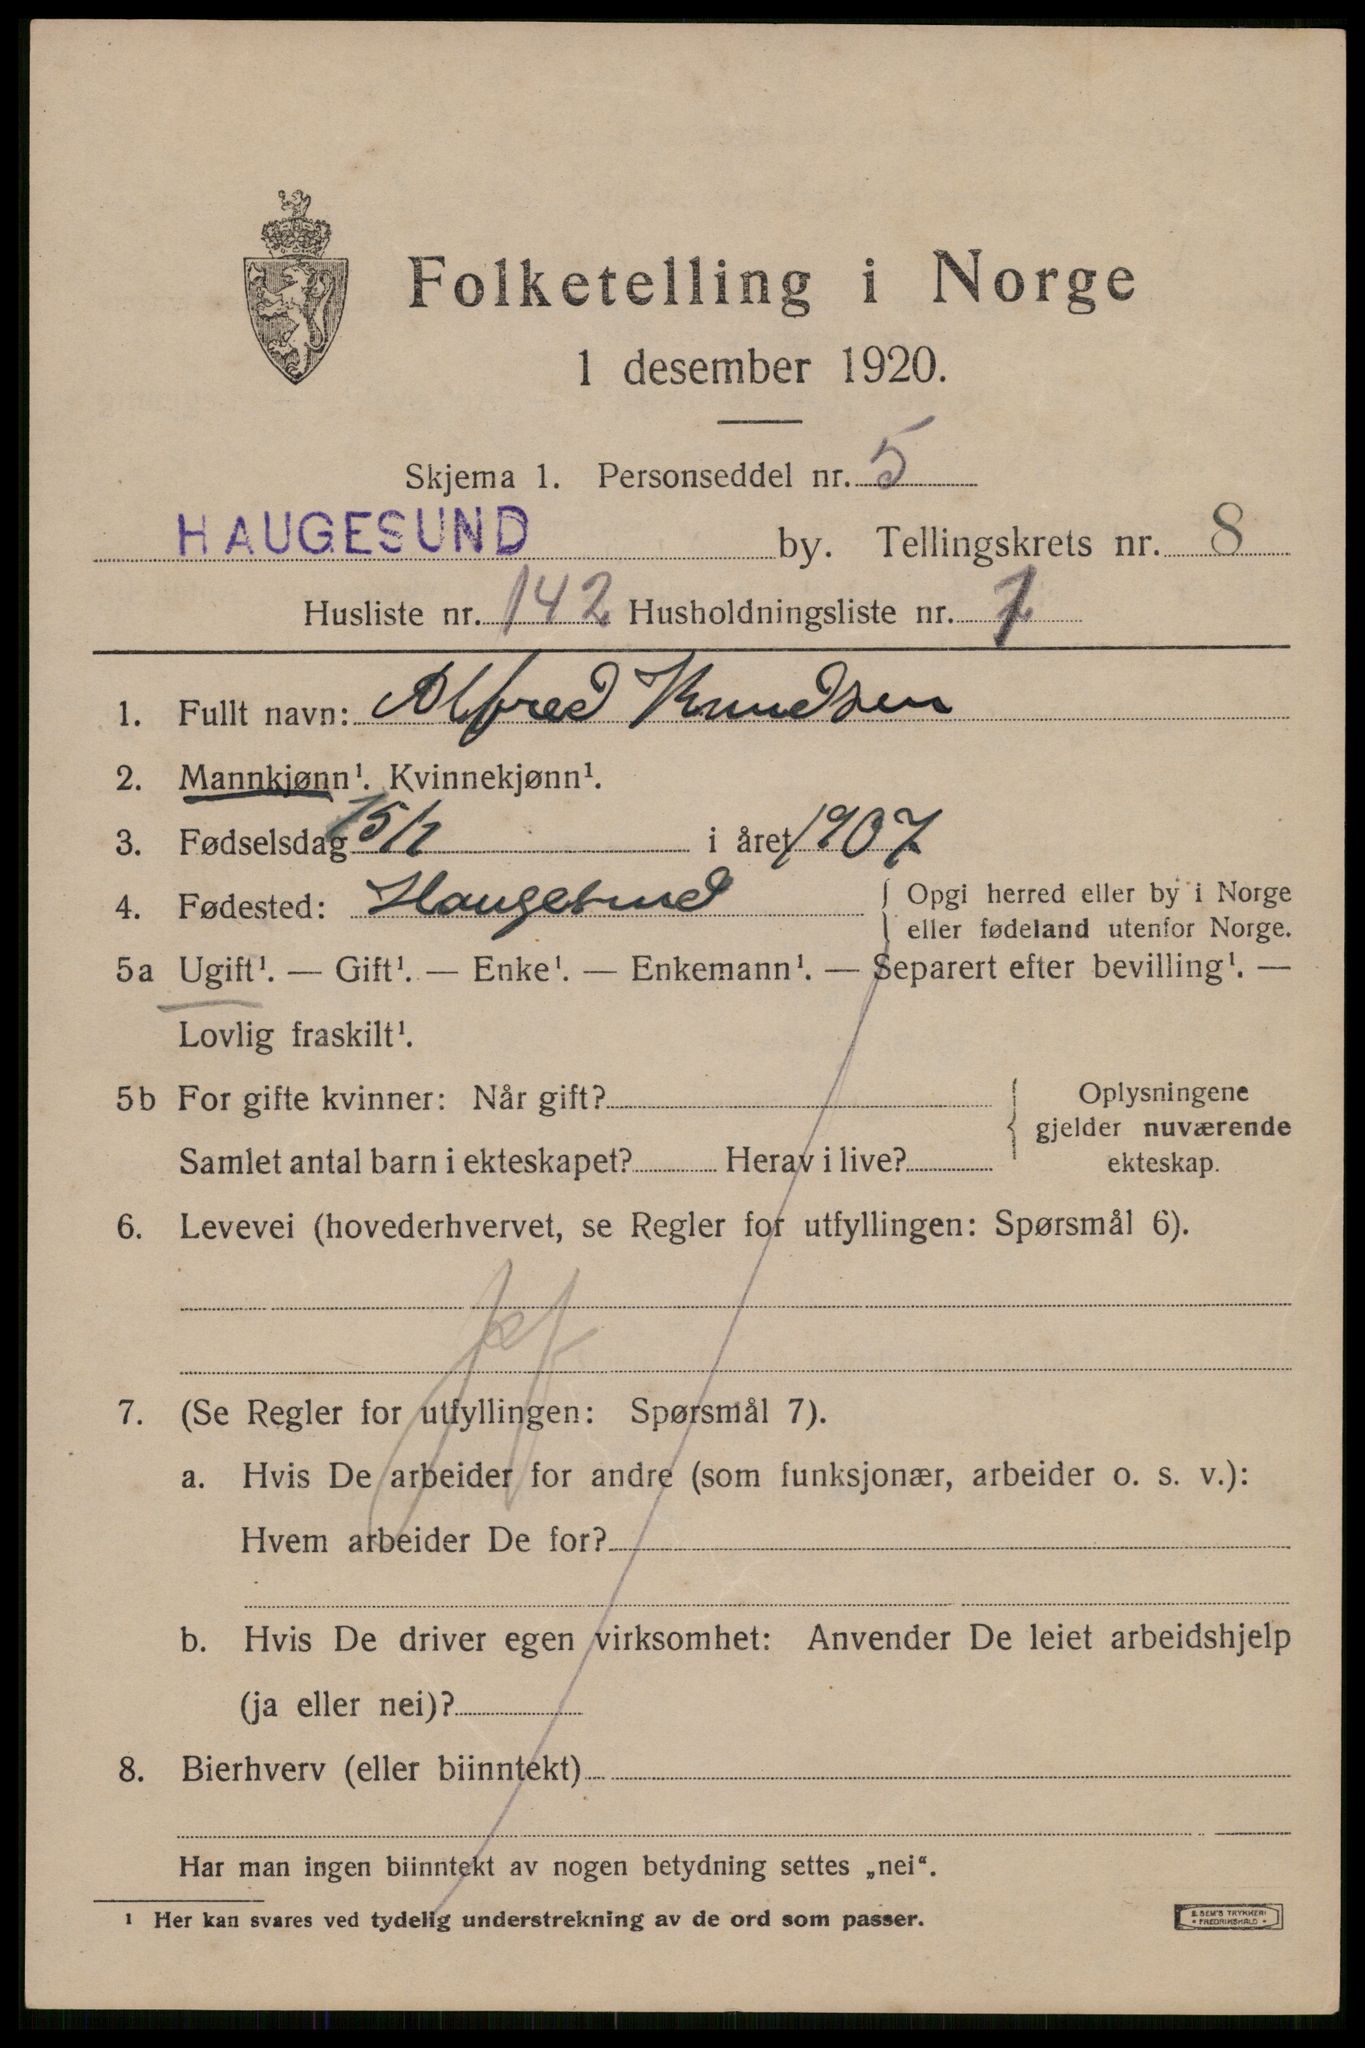 Folketelling i Norge
1 desember 1920.
Skjema 1. Personseddel nr. 5
HAUGESUND by. Tellingskrets nr. 8
Husliste nr. 142 Husholdningsliste nr. 7
1. Fullt navn: Alfred Knudsen
2. Mannkjønn¹. Kvinnekjønn¹.
3. Fødselsdag 15/1 i året 1907
4. Fødested: Haugesund { Opgi herred eller by i Norge
eller fødeland utenfor Norge.
5a Ugift¹. — Gift¹. — Enke¹. — Enkemann¹. — Separert efter bevilling¹. —
Lovlig fraskilt¹.
5b For gifte kvinner: Når gift? { Oplysningene
gjelder nuværende
Samlet antal barn i ekteskapet? Herav i live? ekteskap.
6. Levevei (hovederhvervet, se Regler for utfyllingen: Spørsmål 6).
7. (Se Regler for utfyllingen: Spørsmål 7).
a. Hvis De arbeider for andre (som funksjonær, arbeider o. s. v.):
Hvem arbeider De for?
b. Hvis De driver egen virksomhet: Anvender De leiet arbeidshjelp
(ja eller nei)?
8. Bierhverv (eller biinntekt)
Har man ingen biinntekt av nogen betydning settes „nei“.
¹ Her kan svares ved tydelig understrekning av de ord som passer.
E. SEM'S TRYKKERI
• FREDRIKSHALD •